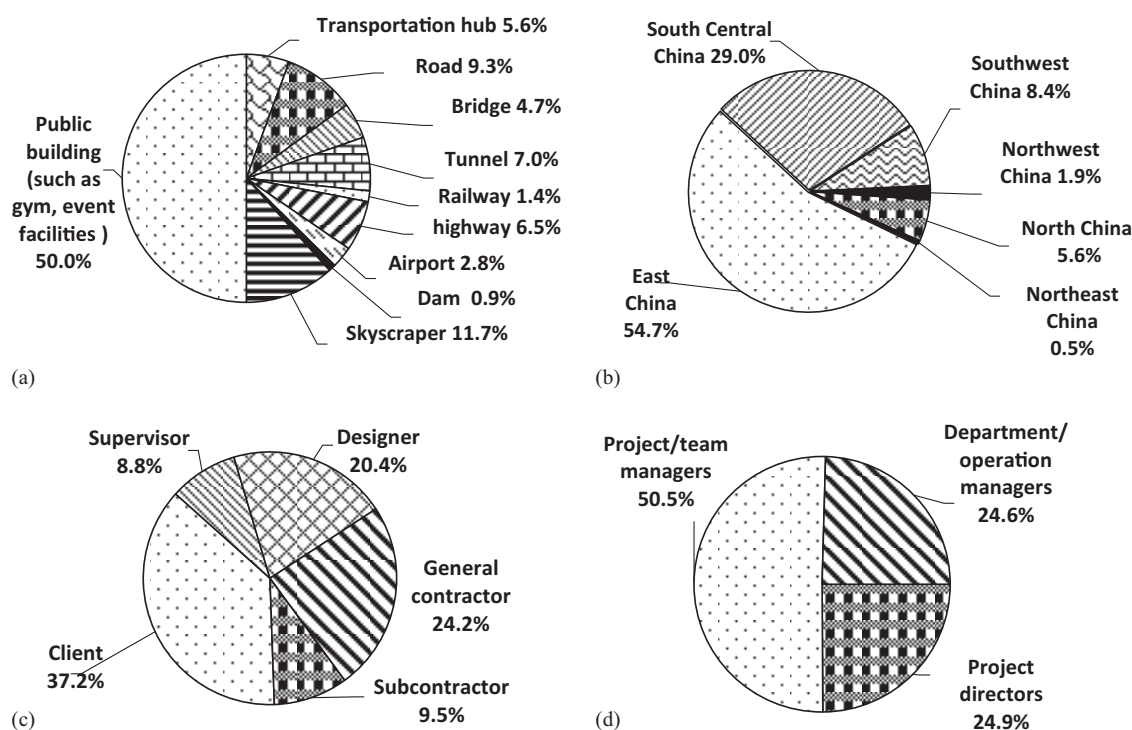 Transportation hub 5.6%
Road 9.3%
Bridge 4.7%
Tunnel 7.0%
Railway 1.4%
highway 6.5%
Airport 2.8%
Dam 0.9%
Skyscraper 11.7%
Public
building
(such as
gym, event
facilities )
50.0%
(a)
South Central
China 29.0%
Southwest
China 8.4%
Northwest
China 1.9%
North China
5.6%
Northeast
China
0.5%
East
China
54.7%
(b)
Supervisor
8.8%
Designer
20.4%
General
contractor
24.2%
Subcontractor
9.5%
Client
37.2%
(c)
Project/team
managers
50.5%
Department/
operation
managers
24.6%
Project
directors
24.9%
(d)